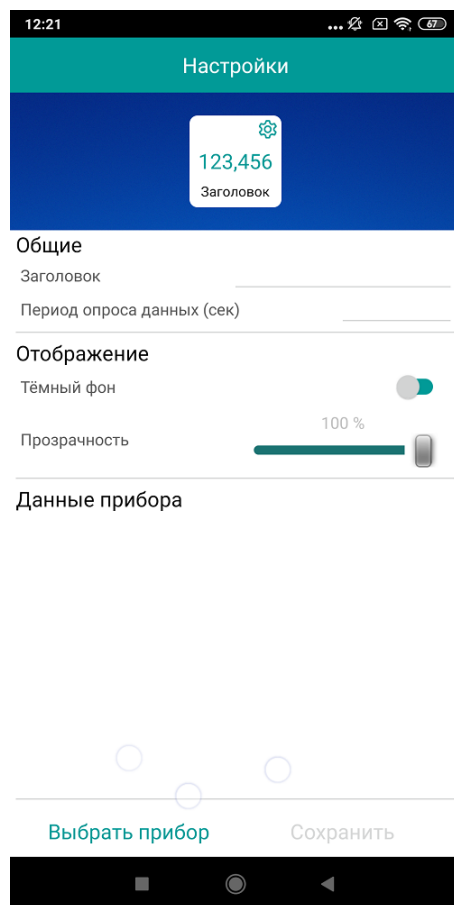 12:21
67
Настройки
123,456
Заголовок
Общие
Заголовок
Период опроса данных (сек)
Отображение
Тёмный фон
100 %
Прозрачность
Данные прибора
Выбрать прибор
Сохранить